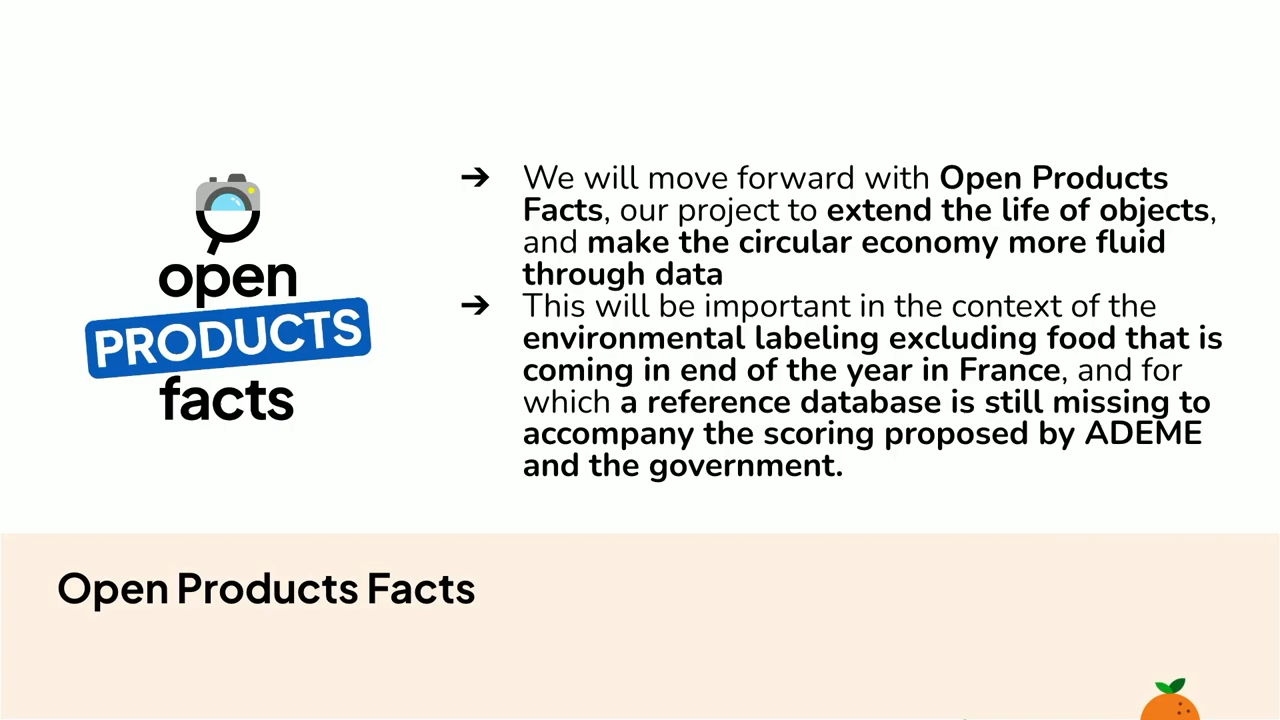 open
PRODUCTS
facts
➔ We will move forward with Open Products
Facts, our project to extend the life of objects,
and make the circular economy more fluid
through data
➔ This will be important in the context of the
environmental labeling excluding food that is
coming in end of the year in France, and for
which a reference database is still missing to
accompany the scoring proposed by ADEME
and the government.
Open Products Facts